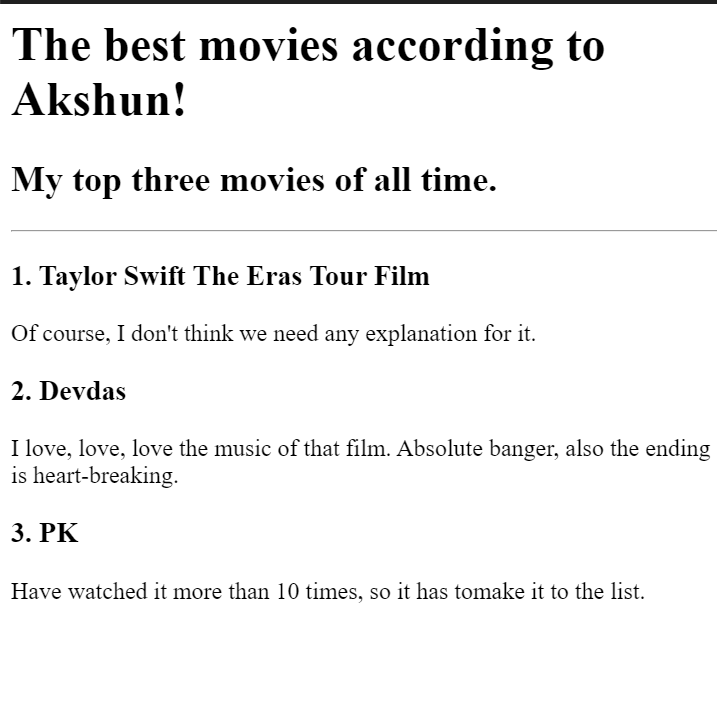 The best movies according to
Akshun!
My top three movies of all time.
1. Taylor Swift The Eras Tour Film
Of course, I don't think we need any explanation for it.
2. Devdas
I love, love, love the music of that film. Absolute banger, also the ending
is heart-breaking.
3. PK
Have watched it more than 10 times, so it has tomake it to the list.